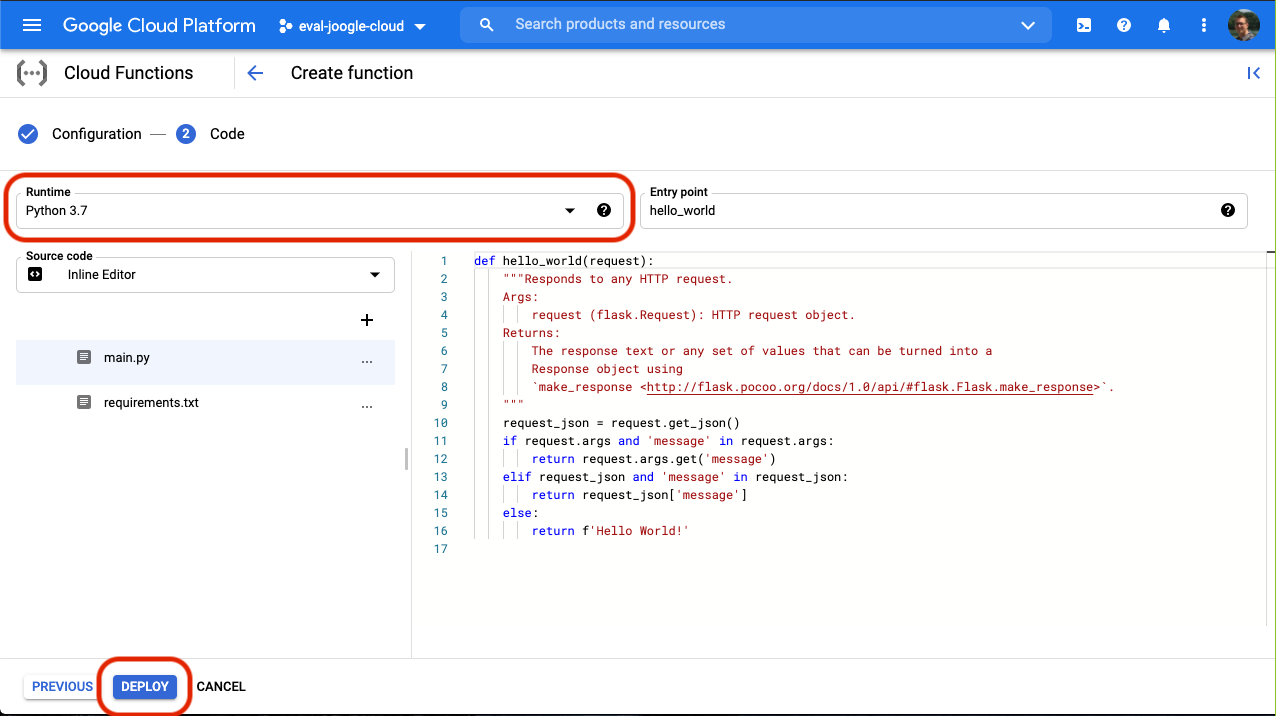 Google Cloud Platform eval-joogle-cloud Search products and resources
Cloud Functions Create function
Configuration — 2 Code
Runtime
Python 3.7
Entry point
hello_world
Source code
Inline Editor
+
main.py ...
requirements.txt ...
1 def hello_world(request):
2 """Responds to any HTTP request.
3 Args:
4 request (flask.Request): HTTP request object.
5 Returns:
6 The response text or any set of values that can be turned into a
7 Response object using
8 `make_response <http://flask.pocoo.org/docs/1.0/api/#flask.Flask.make_response>`.
9 """
10 request_json = request.get_json()
11 if request.args and 'message' in request.args:
12 return request.args.get('message')
13 elif request_json and 'message' in request_json:
14 return request_json['message']
15 else:
16 return f'Hello World!'
17
PREVIOUS DEPLOY CANCEL